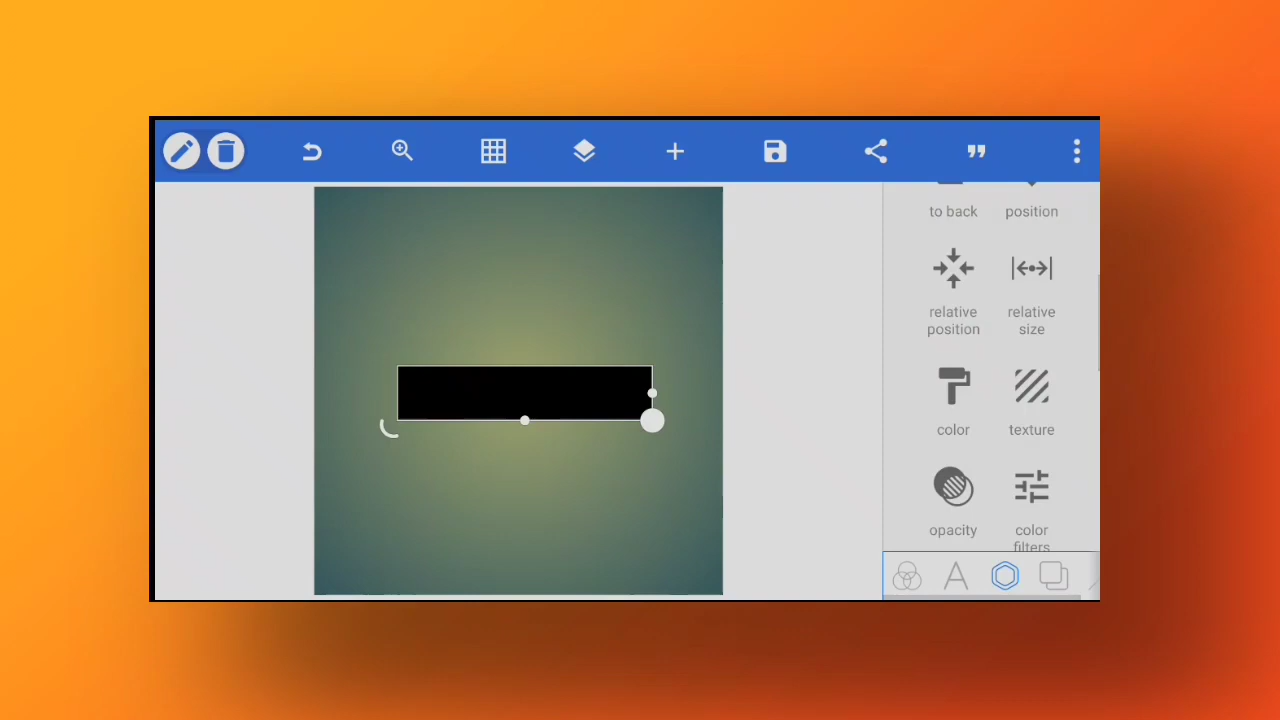 to back
position
relative
position
relative
size
color
texture
opacity
color
filters